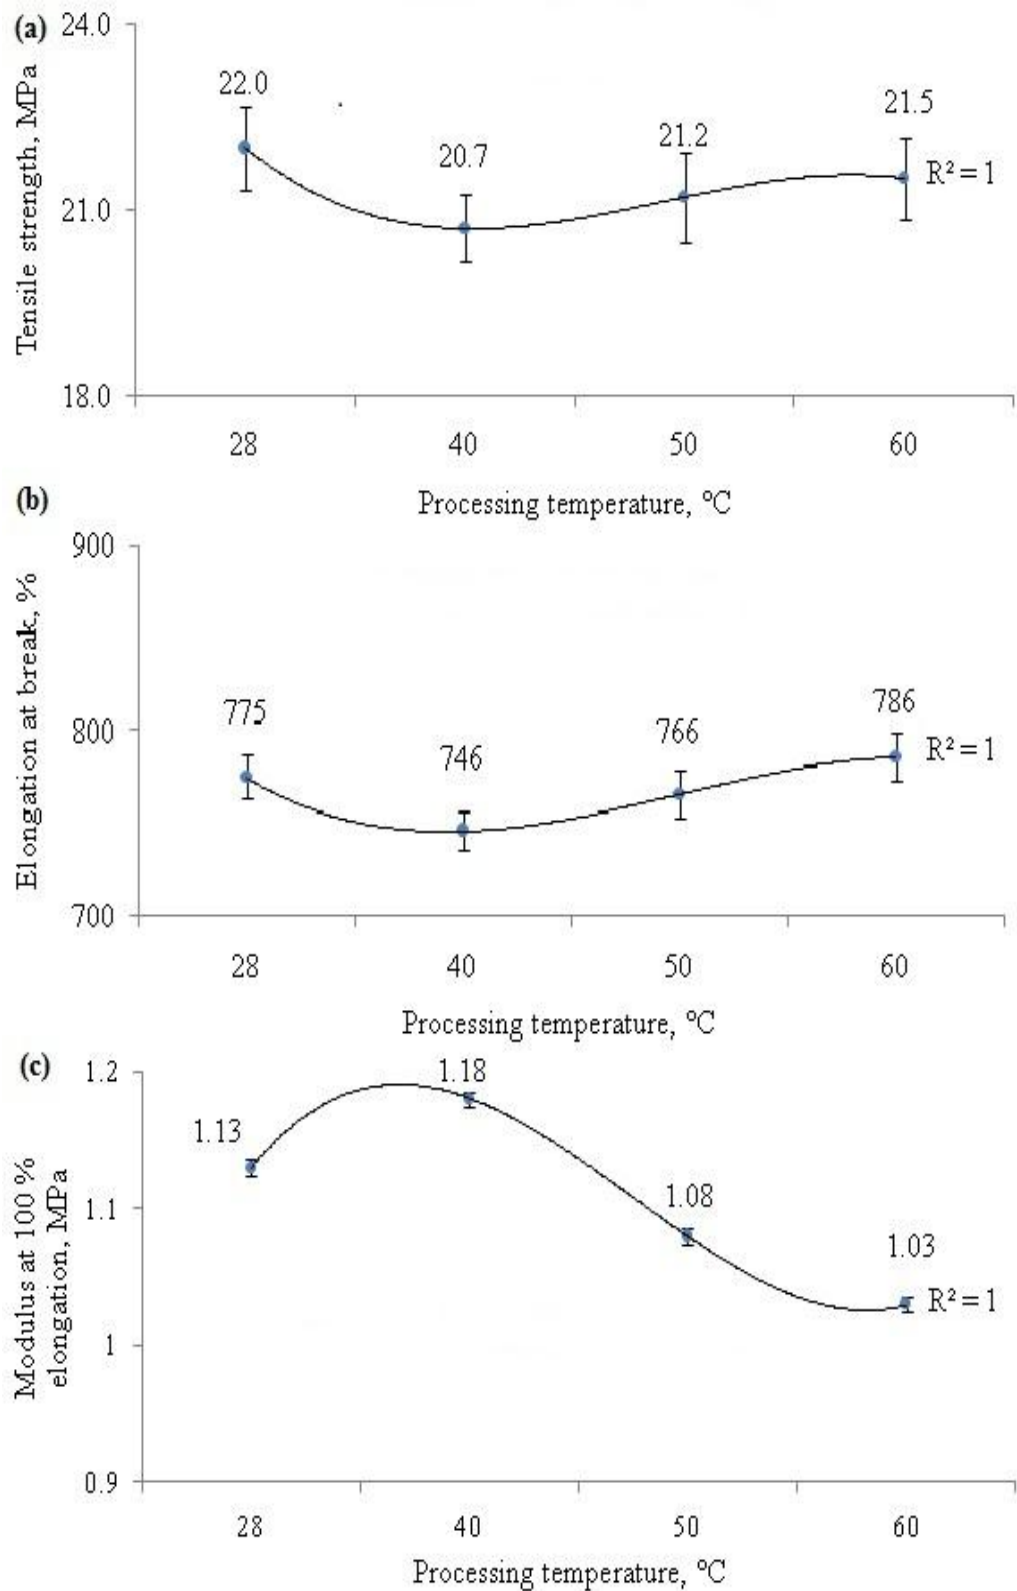 (a)
24.0
21.0
18.0
Tensile strength, MPa
22.0
20.7
21.2
21.5
R² = 1
28 40 50 60
Processing temperature, °C
(b)
900
800
700
Elongation at break, %
775
746
766
786
R² = 1
28 40 50 60
Processing temperature, °C
(c)
1.2
1.1
1
0.9
Modulus at 100 %
elongation, MPa
1.13
1.18
1.08
1.03
R² = 1
28 40 50 60
Processing temperature, °C